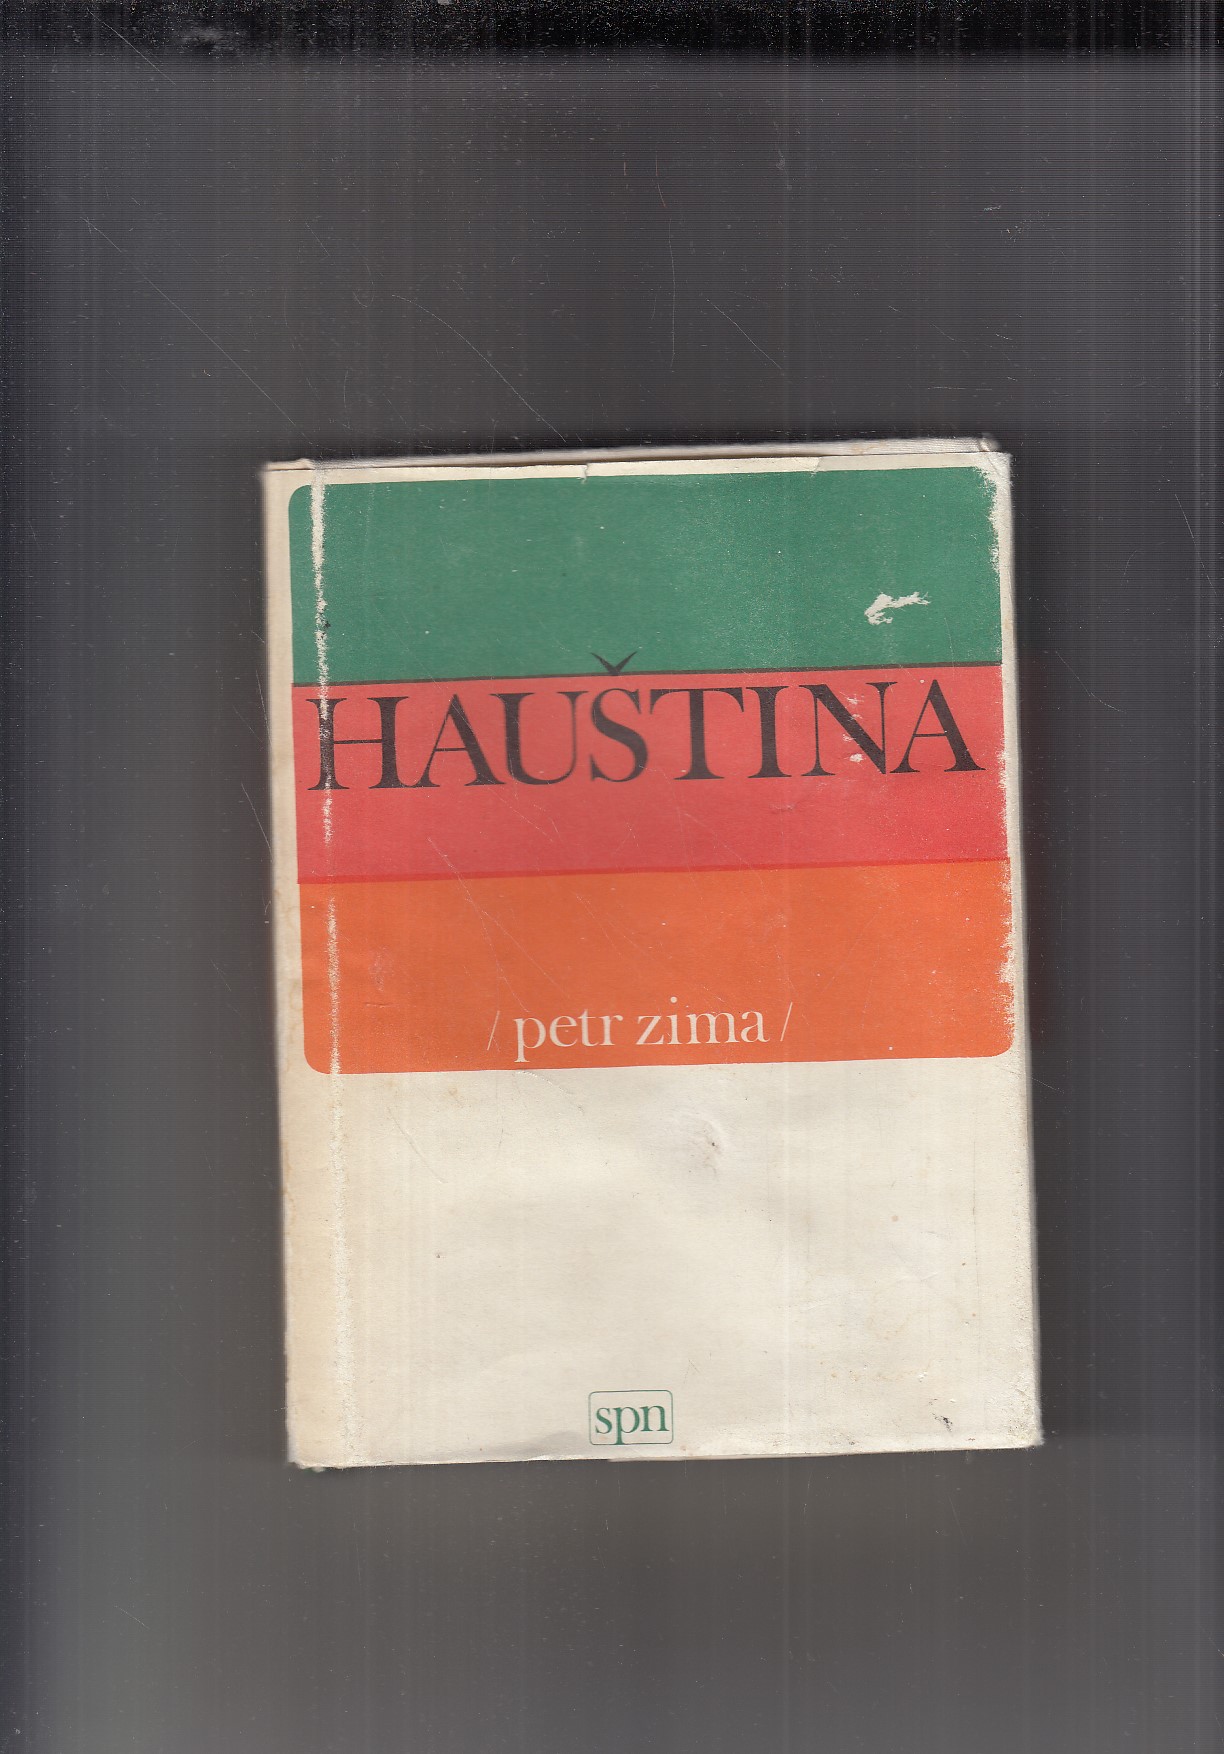 HAUŠTINA
/ petr zima /
spn